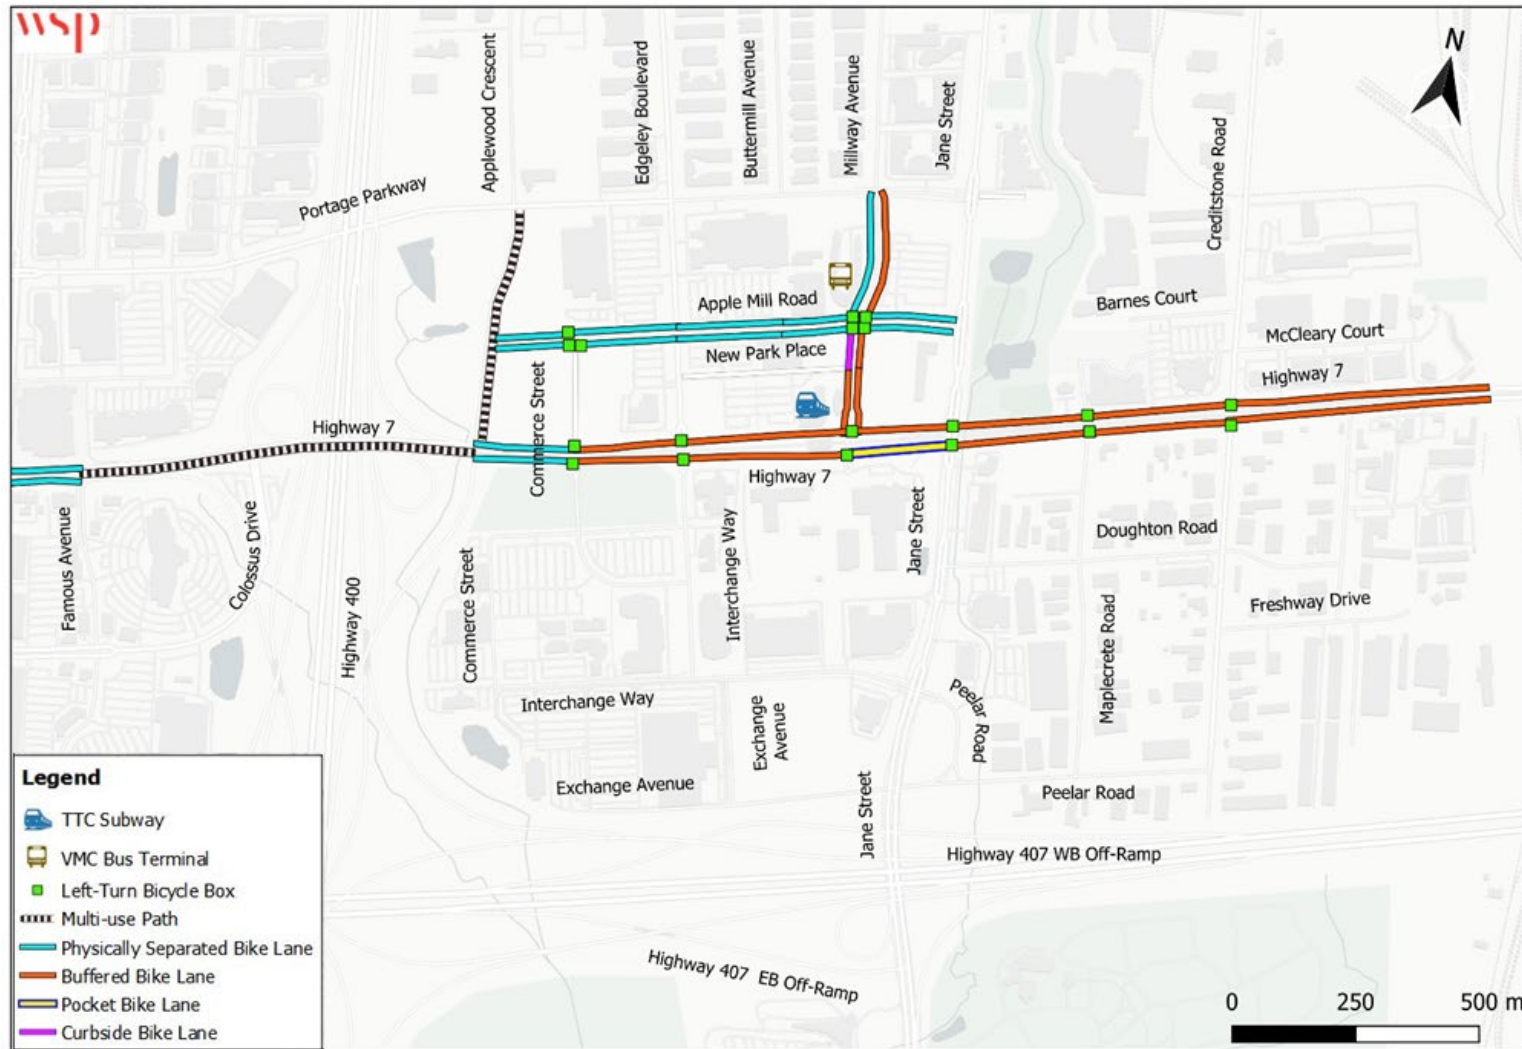 wsp
N
Applewood Crescent
Edgeley Boulevard
Buttermill Avenue
Millway Avenue
Jane Street
Creditstone Road
Portage Parkway
Apple Mill Road
Barnes Court
New Park Place
McCleary Court
Highway 7
Highway 7
Commerce Street
Highway 7
Famous Avenue
Colossus Drive
Highway 400
Commerce Street
Interchange Way
Jane Street
Doughton Road
Freshway Drive
Maplecrete Road
Interchange Way
Exchange
Avenue
Peelar Road
Exchange Avenue
Peelar Road
Jane Street
Highway 407 WB Off-Ramp
Highway 407 EB Off-Ramp
Legend
TTC Subway
VMC Bus Terminal
Left-Turn Bicycle Box
Multi-use Path
Physically Separated Bike Lane
Buffered Bike Lane
Pocket Bike Lane
Curbside Bike Lane
0 250 500 m